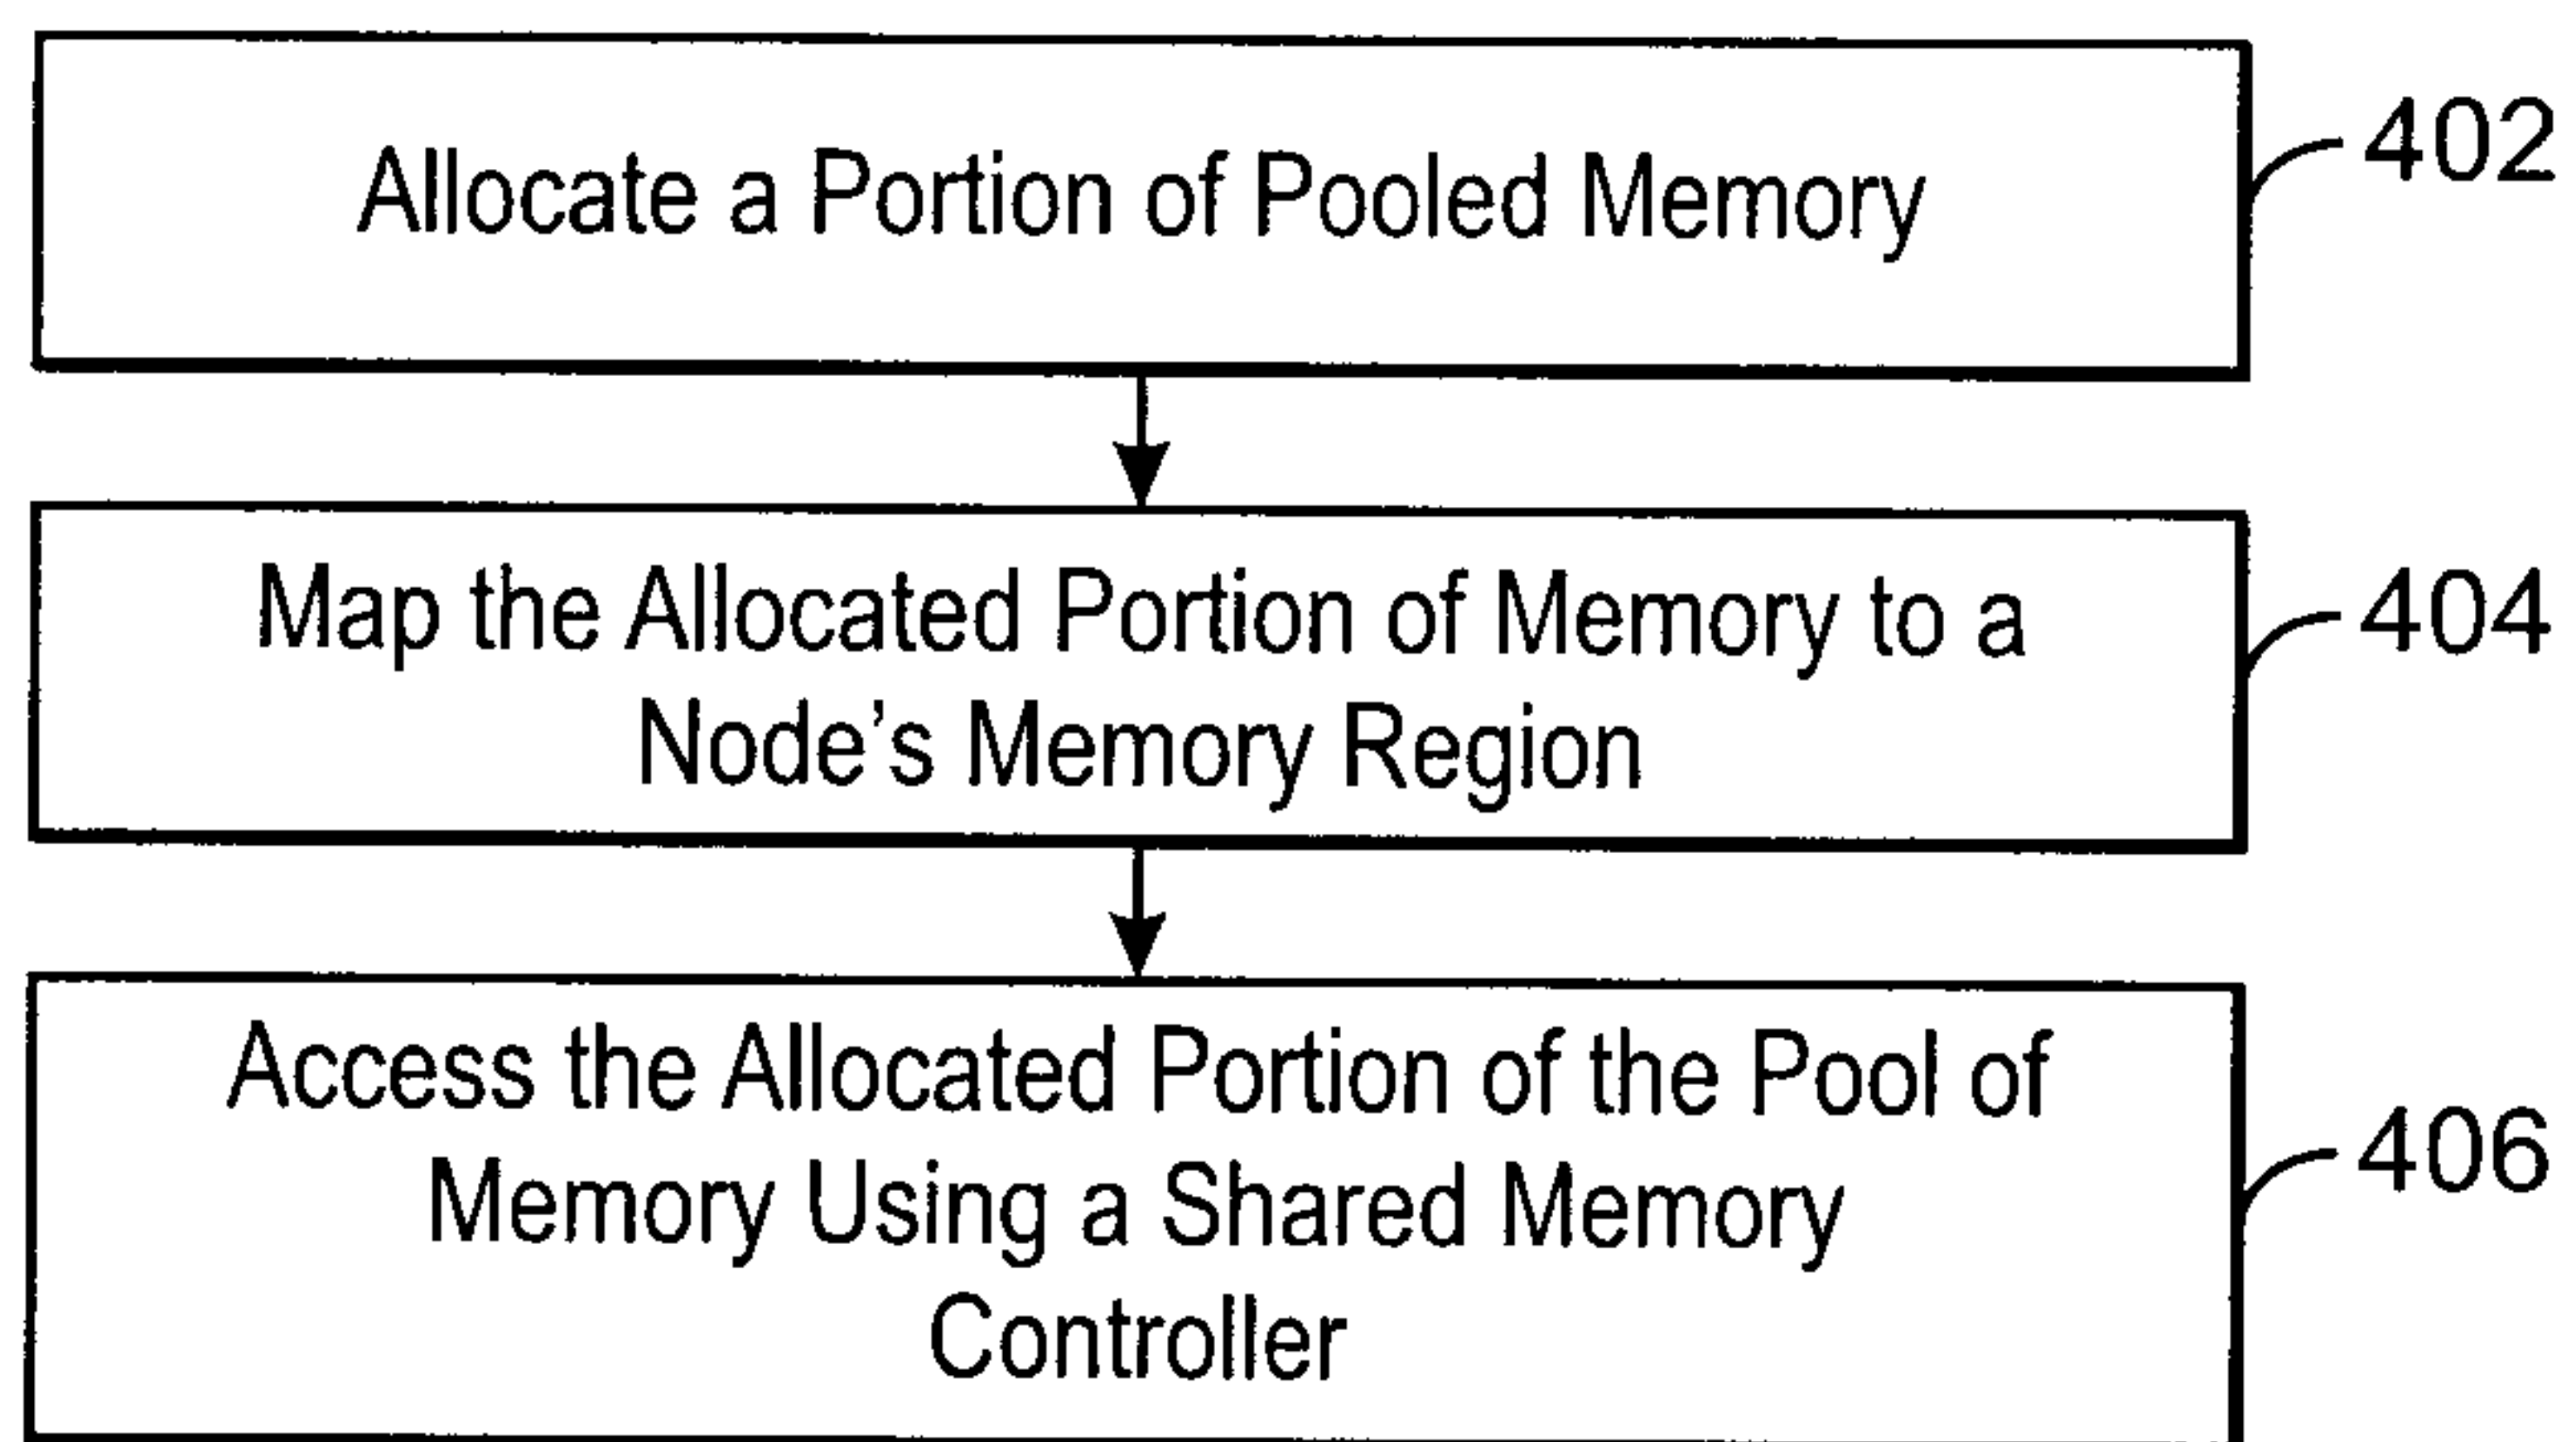 Allocate a Portion of Pooled Memory
402
Map the Allocated Portion of Memory to a
Node's Memory Region
404
Access the Allocated Portion of the Pool of
Memory Using a Shared Memory
Controller
406